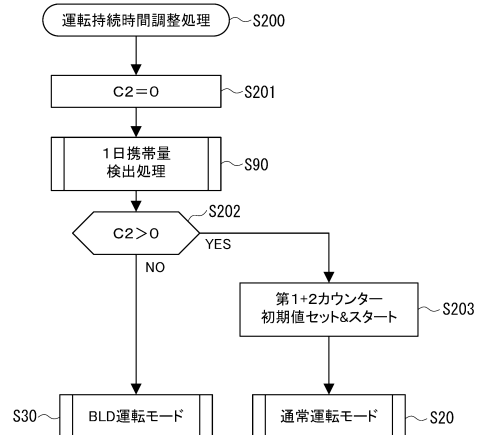 運転持続時間調整処理
S200
C2=0
S201
1日携帯量
検出処理
S90
S202
C2>0
YES
NO
第1+2カウンター
初期値セット&スタート
S203
S30
BLD運転モード
通常運転モード
S20